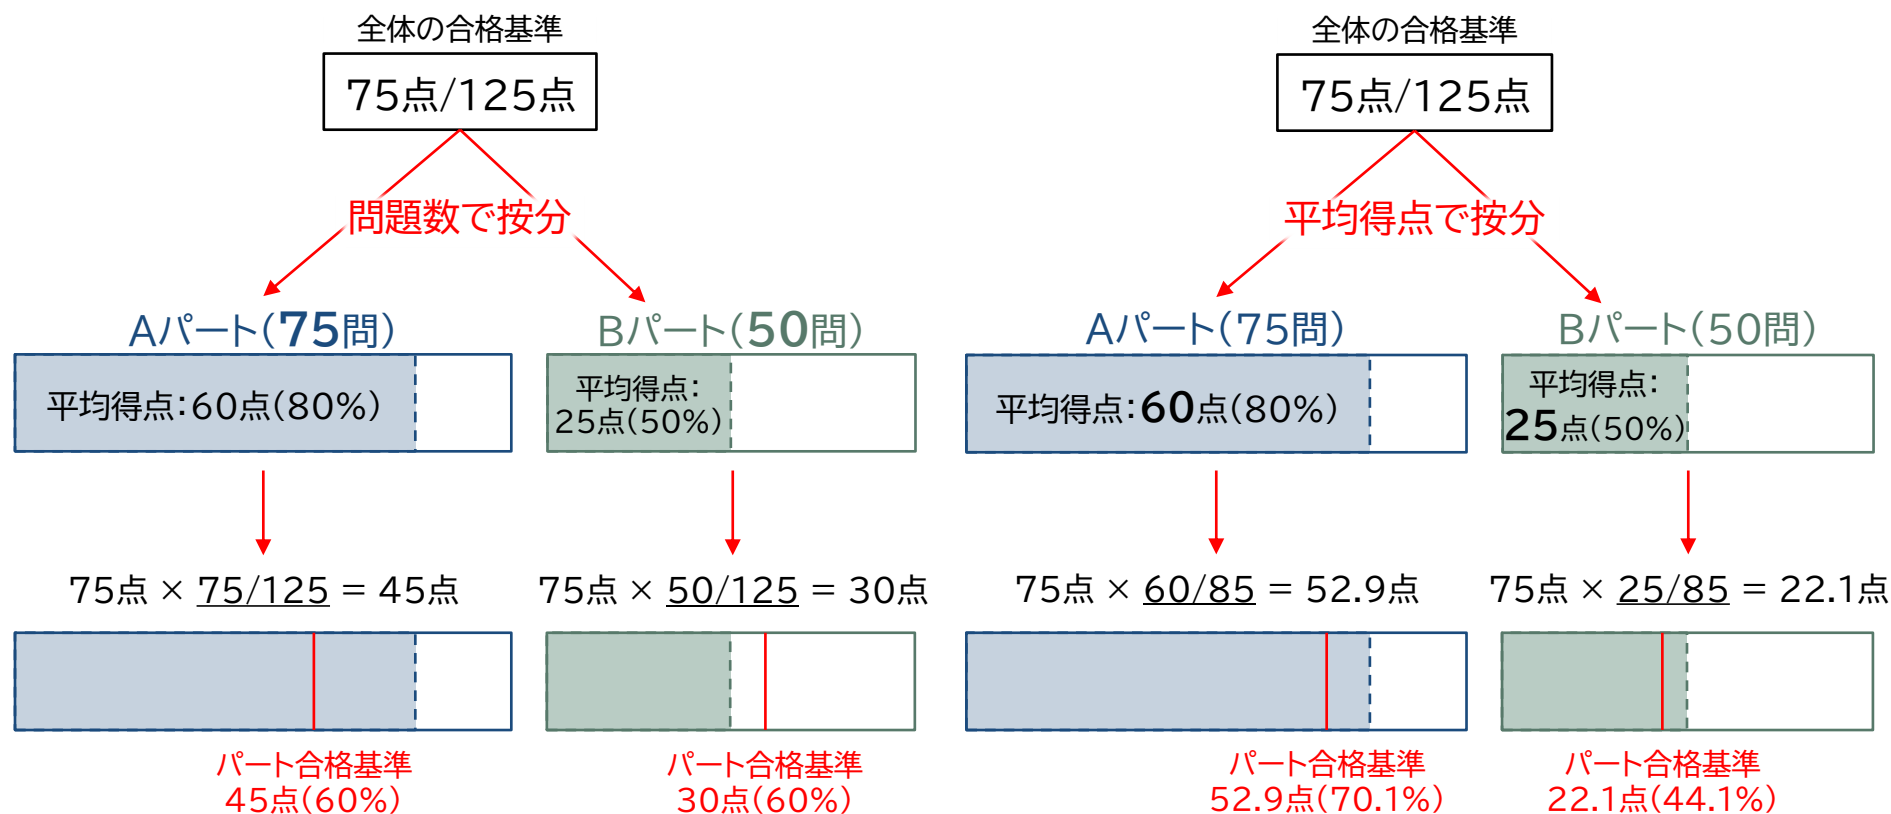 全体の合格基準
75点/125点
問題数で按分
Aパート(75問)
平均得点:60点(80%)
75点 × 75/125 = 45点
パート合格基準
45点(60%)
Bパート(50問)
平均得点:
25点(50%)
75点 × 50/125 = 30点
パート合格基準
30点(60%)
全体の合格基準
75点/125点
平均得点で按分
Aパート(75問)
平均得点:60点(80%)
75点 × 60/85 = 52.9点
パート合格基準
52.9点(70.1%)
Bパート(50問)
平均得点:
25点(50%)
75点 × 25/85 = 22.1点
パート合格基準
22.1点(44.1%)